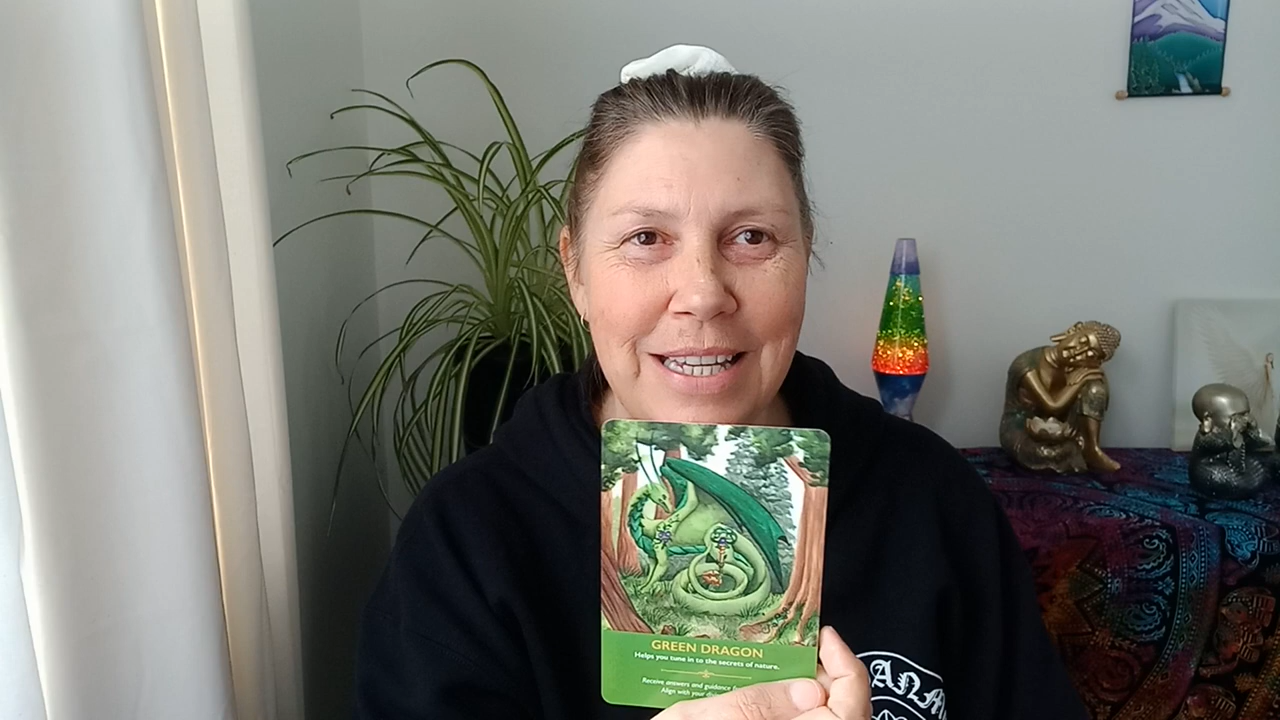 GREEN DRAGON
Helps you tune in to the secrets of nature.
Receive answers and guidance
Align with your